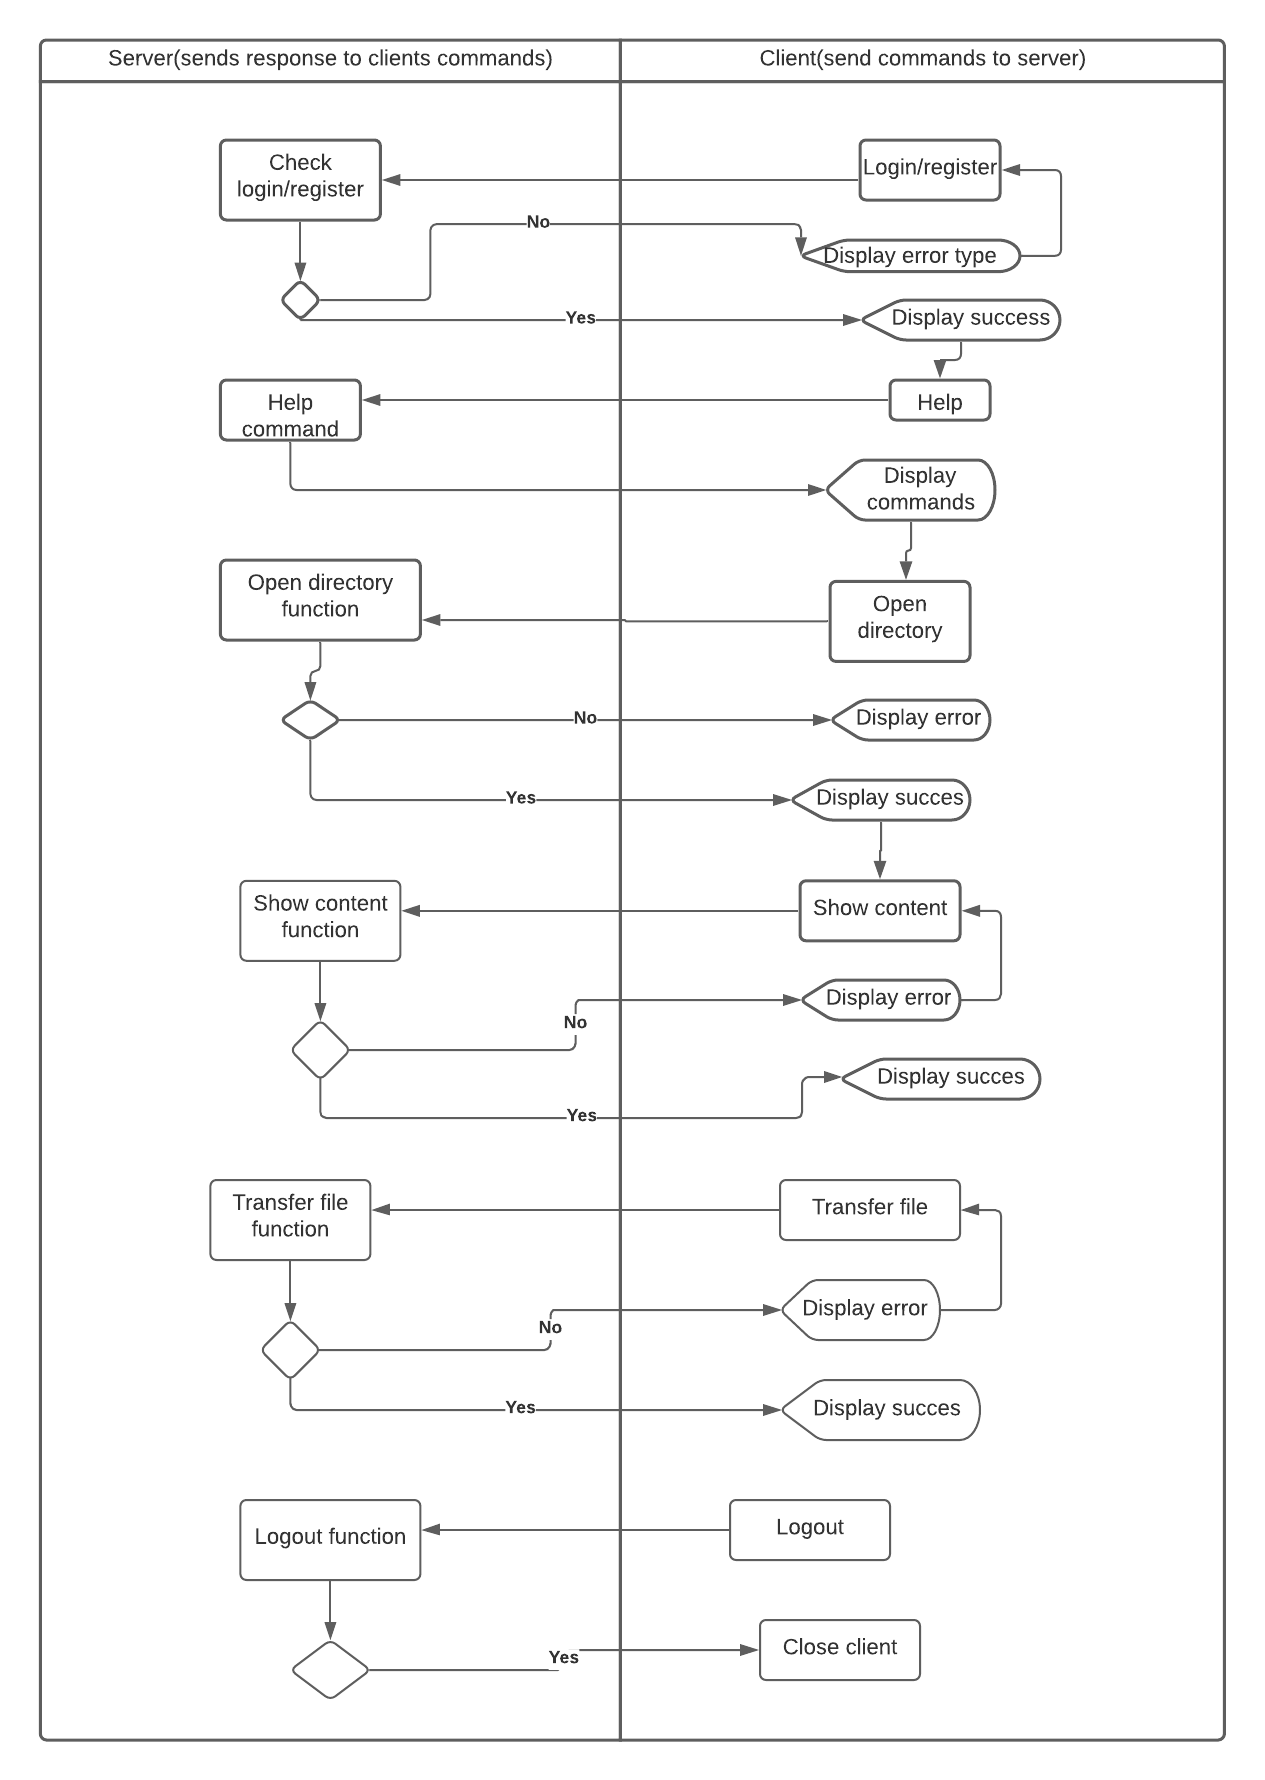 Server(sends response to clients commands)
Client(send commands to server)
Check
login/register
Login/register
No
Display error type
Yes
Display success
Help
command
Help
Display
commands
Open directory
function
Open
directory
No
Display error
Yes
Display succes
Show content
function
Show content
No
Display error
Yes
Display succes
Transfer file
function
Transfer file
No
Display error
Yes
Display succes
Logout function
Logout
Yes
Close client